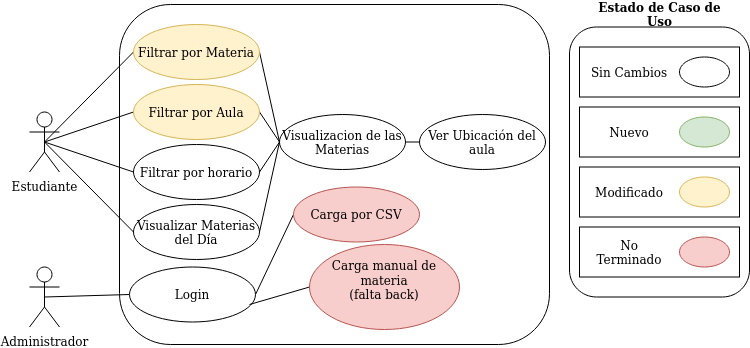 Estado de Caso de
Uso
Filtrar por Materia
Filtrar por Aula
Filtrar por horario
Visualizar Materias
del Día
Login
Visualizacion de las
Materias
Ver Ubicación del
aula
Carga por CSV
Carga manual de
materia
(falta back)
Estudiante
Administrador
Sin Cambios
Nuevo
Modificado
No
Terminado